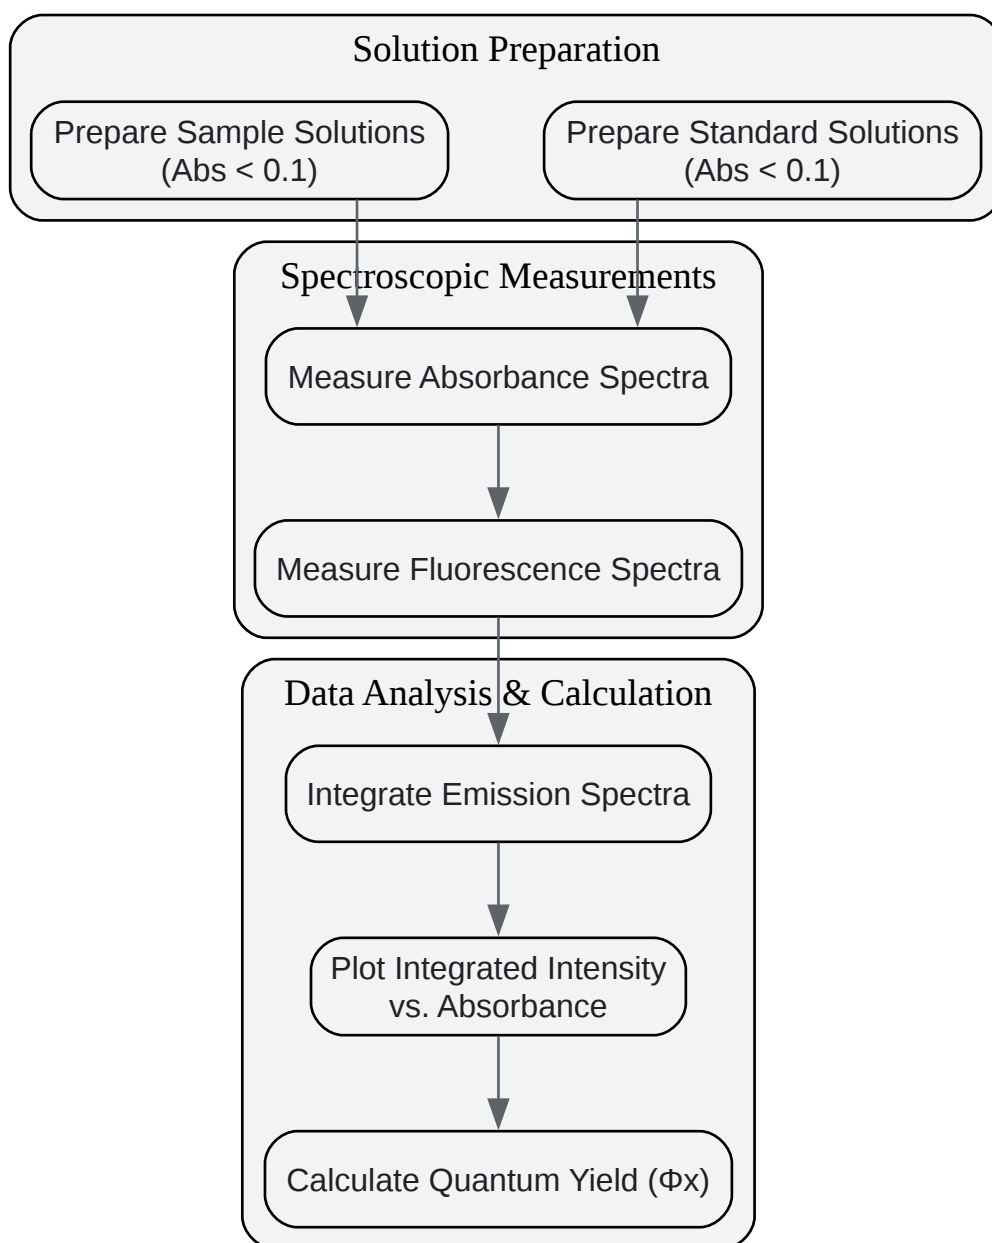 Solution Preparation
Prepare Sample Solutions
(Abs < 0.1)
Prepare Standard Solutions
(Abs < 0.1)
Spectroscopic Measurements
Measure Absorbance Spectra
Measure Fluorescence Spectra
Data Analysis & Calculation
Integrate Emission Spectra
Plot Integrated Intensity
vs. Absorbance
Calculate Quantum Yield (Φx)